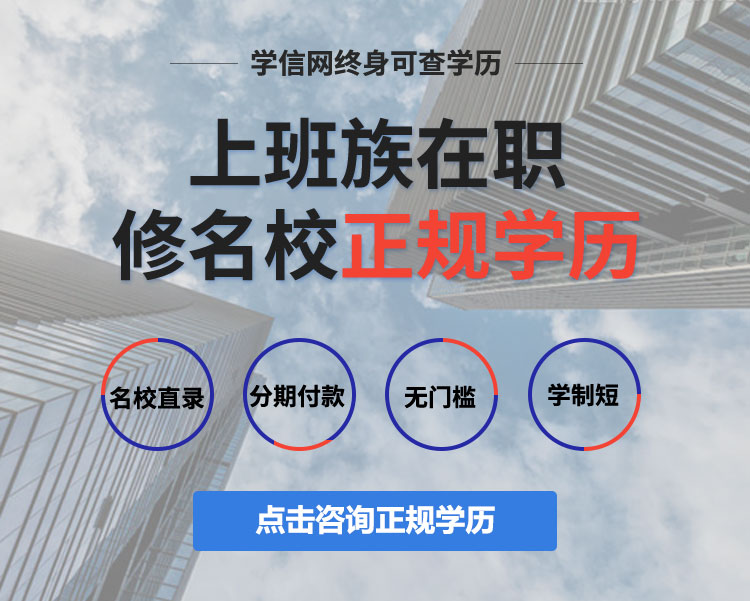 学信网终身可查学历
上班族在职
修名校正规学历
名校直录
分期付款
无门槛
学制短
点击咨询正规学历